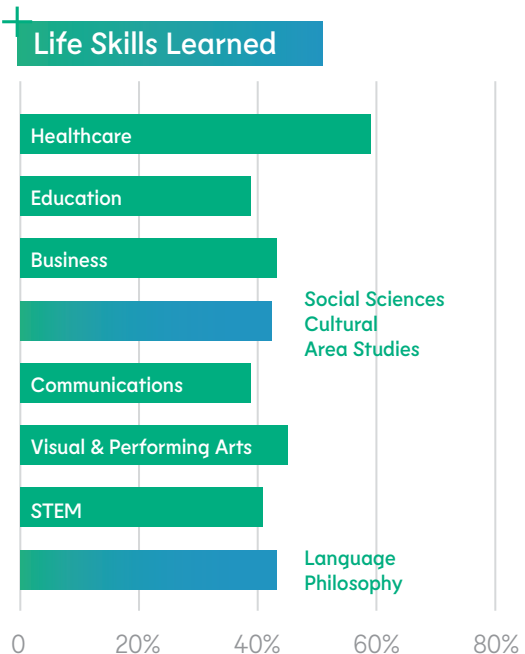 Life Skills Learned
Healthcare
Education
Business
Social Sciences
Cultural
Area Studies
Communications
Visual & Performing Arts
STEM
Language
Philosophy
0 20% 40% 60% 80%